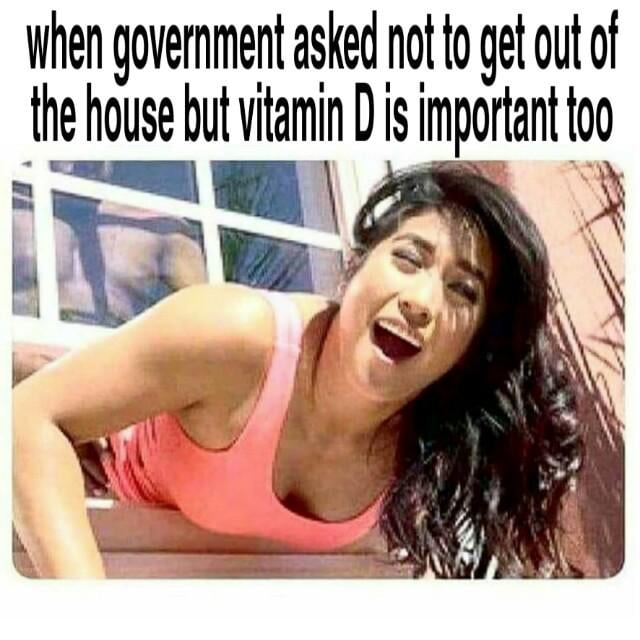 when government asked not to get out of
the house but vitamin D is important too